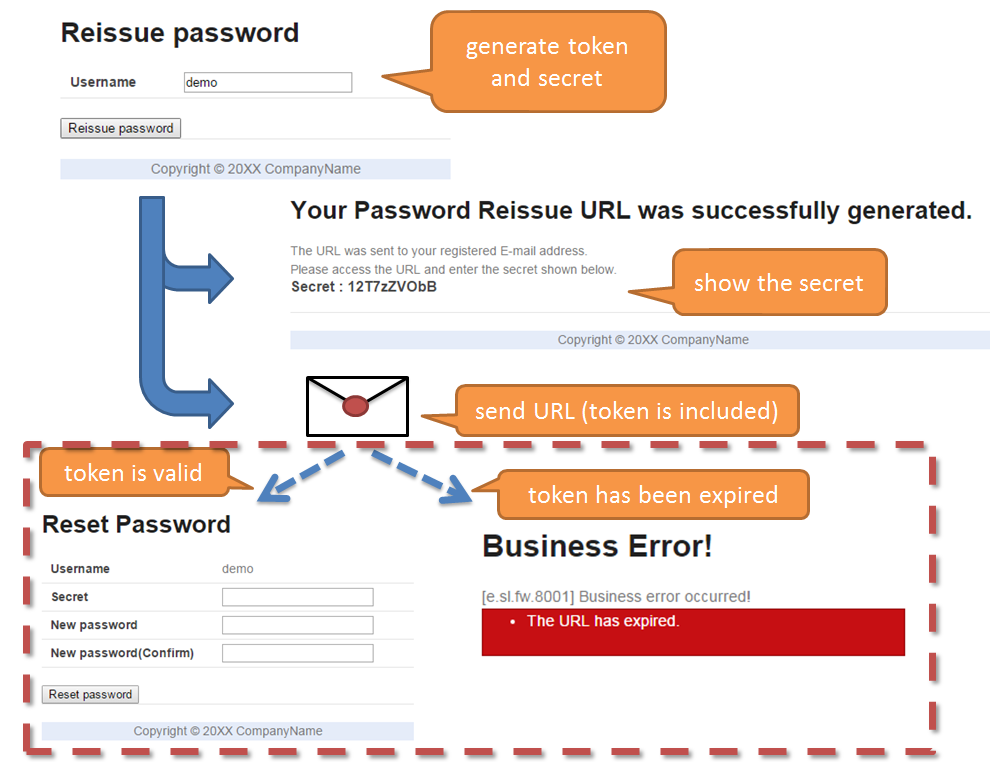 Reissue password
generate token
and secret
Username demo
Reissue password
Copyright © 20XX CompanyName
Your Password Reissue URL was successfully generated.
The URL was sent to your registered E-mail address.
Please access the URL and enter the secret shown below.
Secret : 12T7zZVObB
show the secret
Copyright © 20XX CompanyName
send URL (token is included)
token is valid
token has been expired
Reset Password
Username demo
Secret
New password
New password(Confirm)
Reset password
Copyright © 20XX CompanyName
Business Error!
[e.sl.fw.8001] Business error occurred!
• The URL has expired.